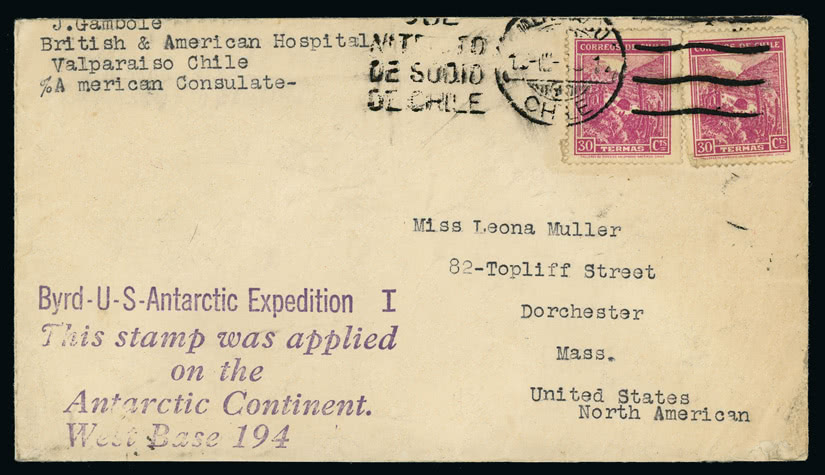 J.Gambole
British & American Hospital
Valparaiso Chile
%A merican Consulate-
DE SODIO
DE CHILE
CHILE
CORREOS DE CHILE
30 TERMAS Cts
CORREOS DE CHILE
30 TERMAS Cts
Miss Leona Muller
82-Topliff Street
Dorchester
Mass.
United States
North American
Byrd-U-S-Antarctic Expedition I
This stamp was applied
on the
Antarctic Continent.
West Base 194